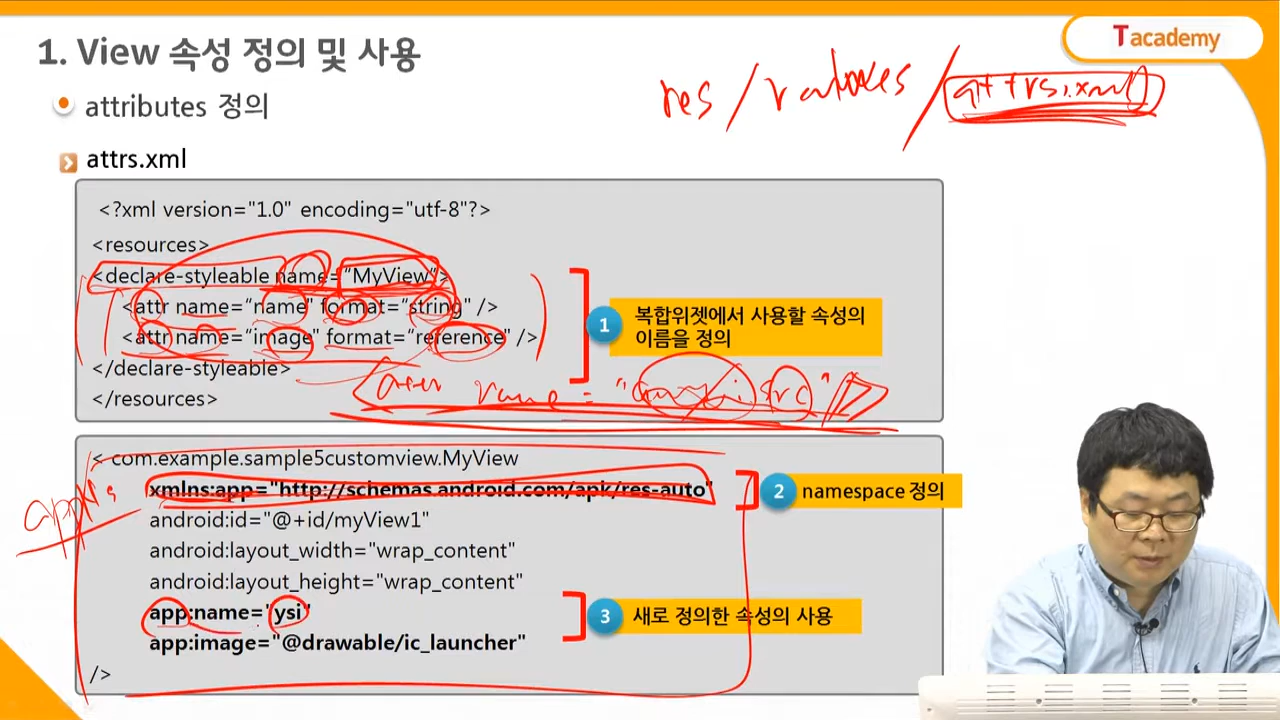 1. View 속성 정의 및 사용
Tacademy
attributes 정의
res/values/attrs.xml
attrs.xml
<?xml version="1.0" encoding="utf-8"?>
<resources>
<declare-styleable name="MyView">
<attr name="name" format="string" />
<attr name="image" format="reference" />
</declare-styleable>
</resources>
1 복합위젯에서 사용할 속성의
이름을 정의
name = " src "
< com.example.sample5customview.MyView
xmlns:app="http://schemas.android.com/apk/res-auto"
android:id="@+id/myView1"
android:layout_width="wrap_content"
android:layout_height="wrap_content"
app:name="ysi"
app:image="@drawable/ic_launcher"
/>
2 namespace 정의
3 새로 정의한 속성의 사용